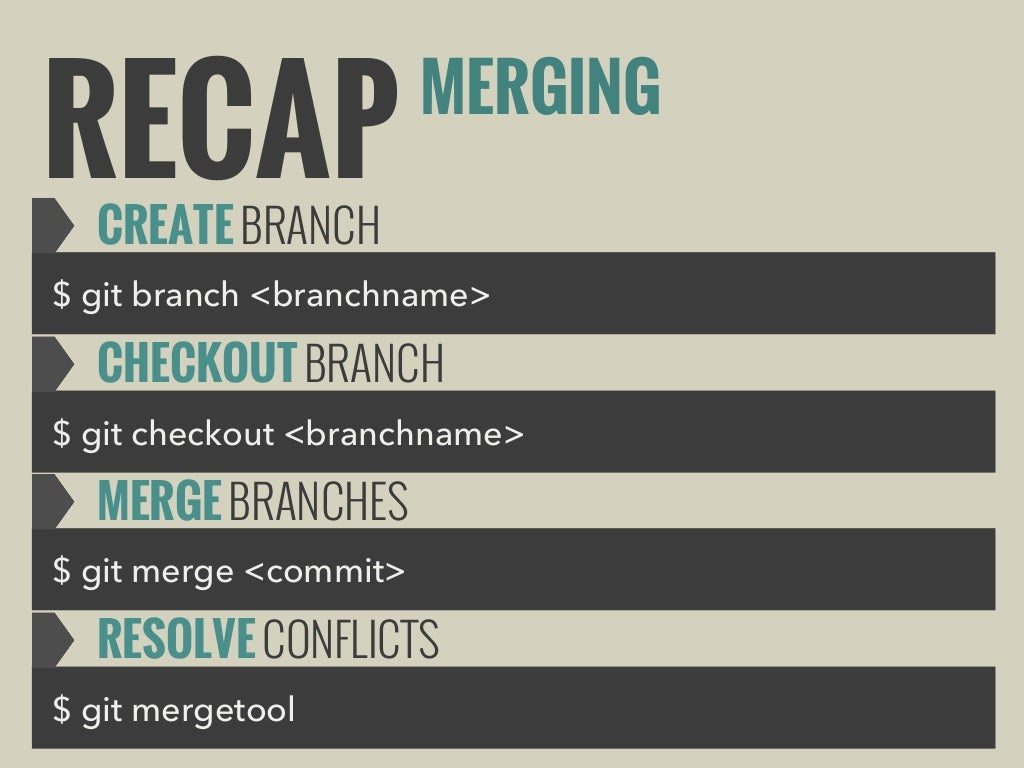 RECAP MERGING
CREATE BRANCH
$ git branch <branchname>
CHECKOUT BRANCH
$ git checkout <branchname>
MERGE BRANCHES
$ git merge <commit>
RESOLVE CONFLICTS
$ git mergetool